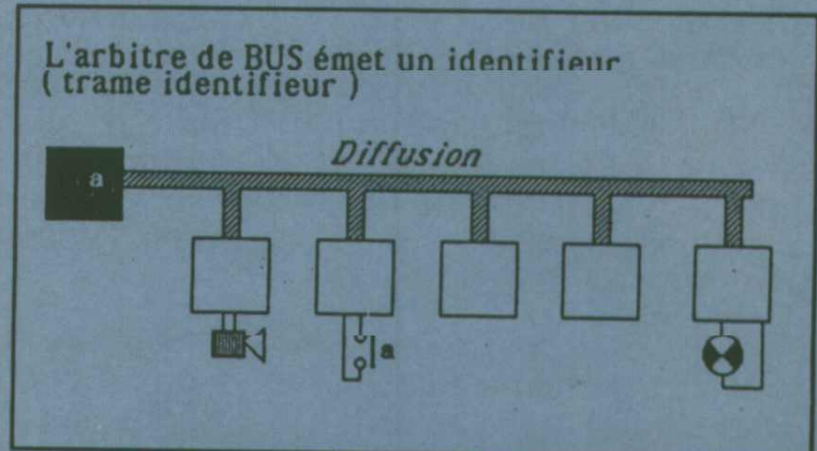 L'arbitre de BUS émet un identifieur
( trame identifieur )
Diffusion
a
a